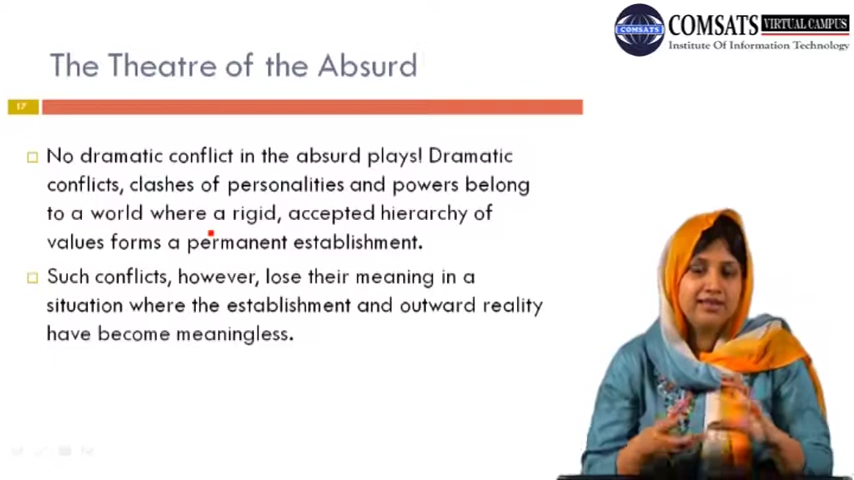 COMSATS VIRTUAL CAMPUS
COMSATS
Institute Of Information Technology
The Theatre of the Absurd
17
No dramatic conflict in the absurd plays! Dramatic
conflicts, clashes of personalities and powers belong
to a world where a rigid, accepted hierarchy of
values forms a permanent establishment.
Such conflicts, however, lose their meaning in a
situation where the establishment and outward reality
have become meaningless.